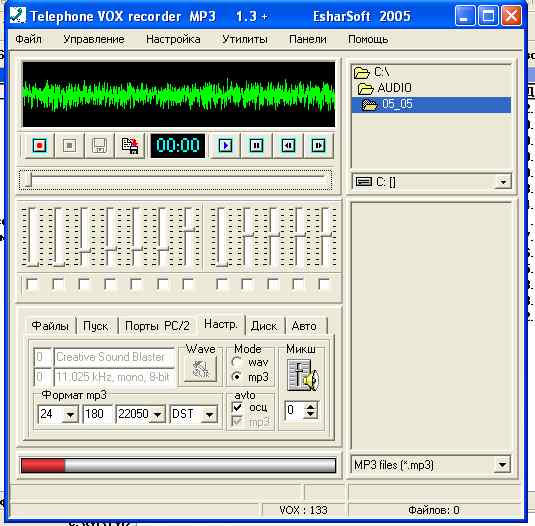 Telephone VOX recorder MP3 1.3 + EsharSoft 2005
Файл Управление Настройка Утилиты Панели Помощь
C:\
AUDIO
05_05
00:00
C: []
Файлы Пуск Порты PC/2 Настр. Диск Авто
0 Creative Sound Blaster
0 11.025 kHz, mono, 8-bit
Wave
Mode
wav
mp3
Микш
Формат mp3
24 180 22050 DST
avto
осц
mp3
0
MP3 files (*.mp3)
VOX : 133 Файлов: 0